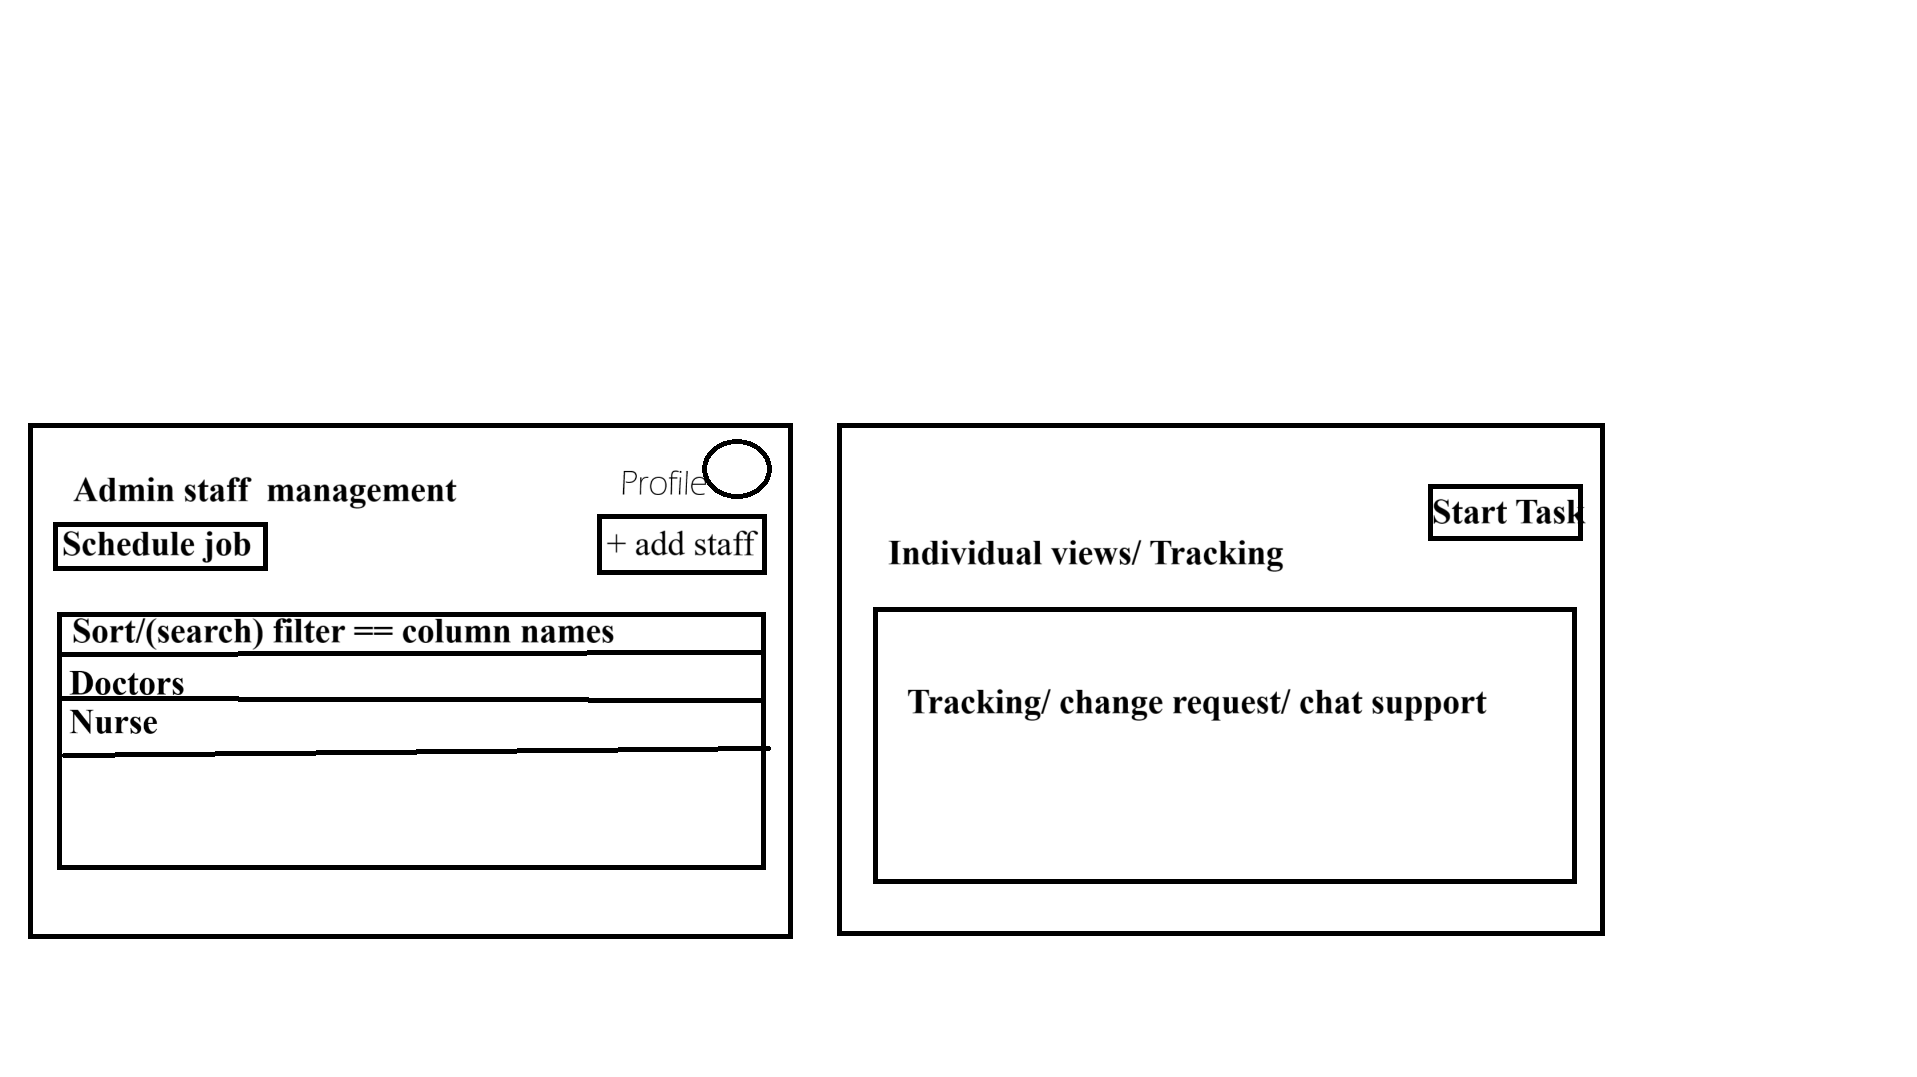 Admin staff  management
Profile
Schedule job
+ add staff
Sort/(search) filter == column names
Doctors
Nurse
Start Task
Individual views/ Tracking
Tracking/ change request/ chat support